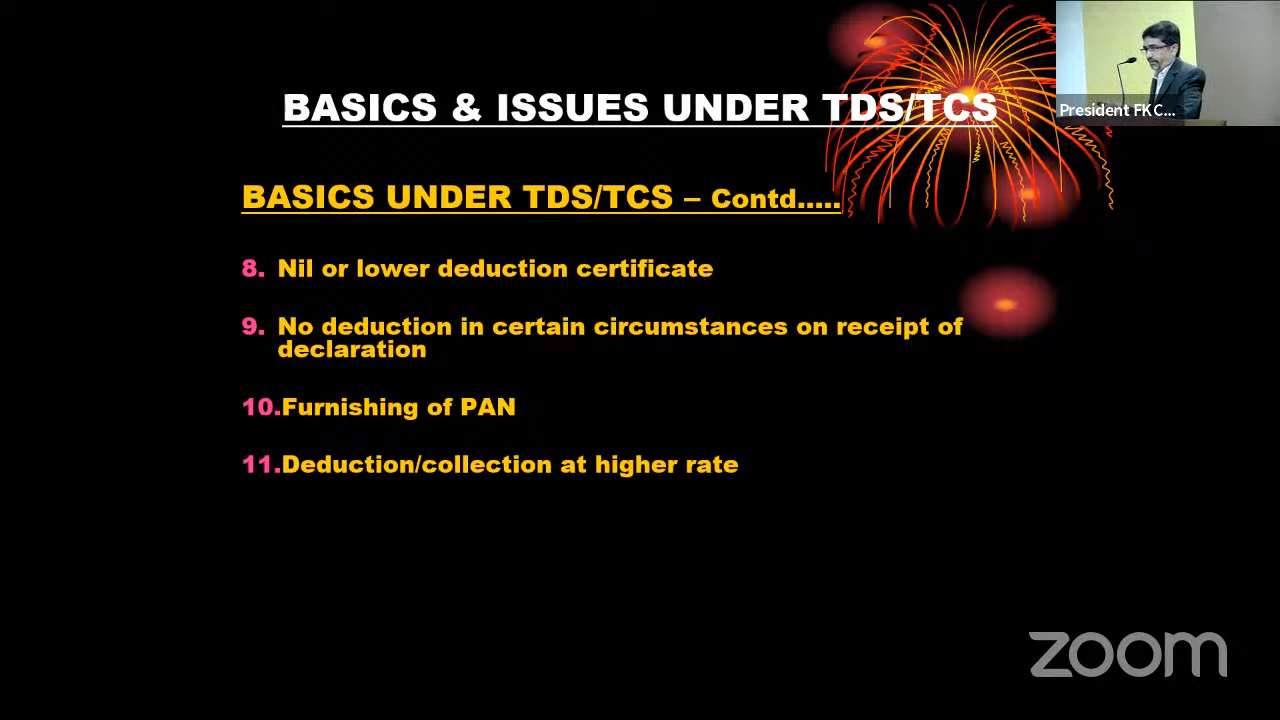 BASICS & ISSUES UNDER TDS/TCS
President FKC...
BASICS UNDER TDS/TCS – Contd.....
8. Nil or lower deduction certificate
9. No deduction in certain circumstances on receipt of
declaration
10.Furnishing of PAN
11.Deduction/collection at higher rate
zoom